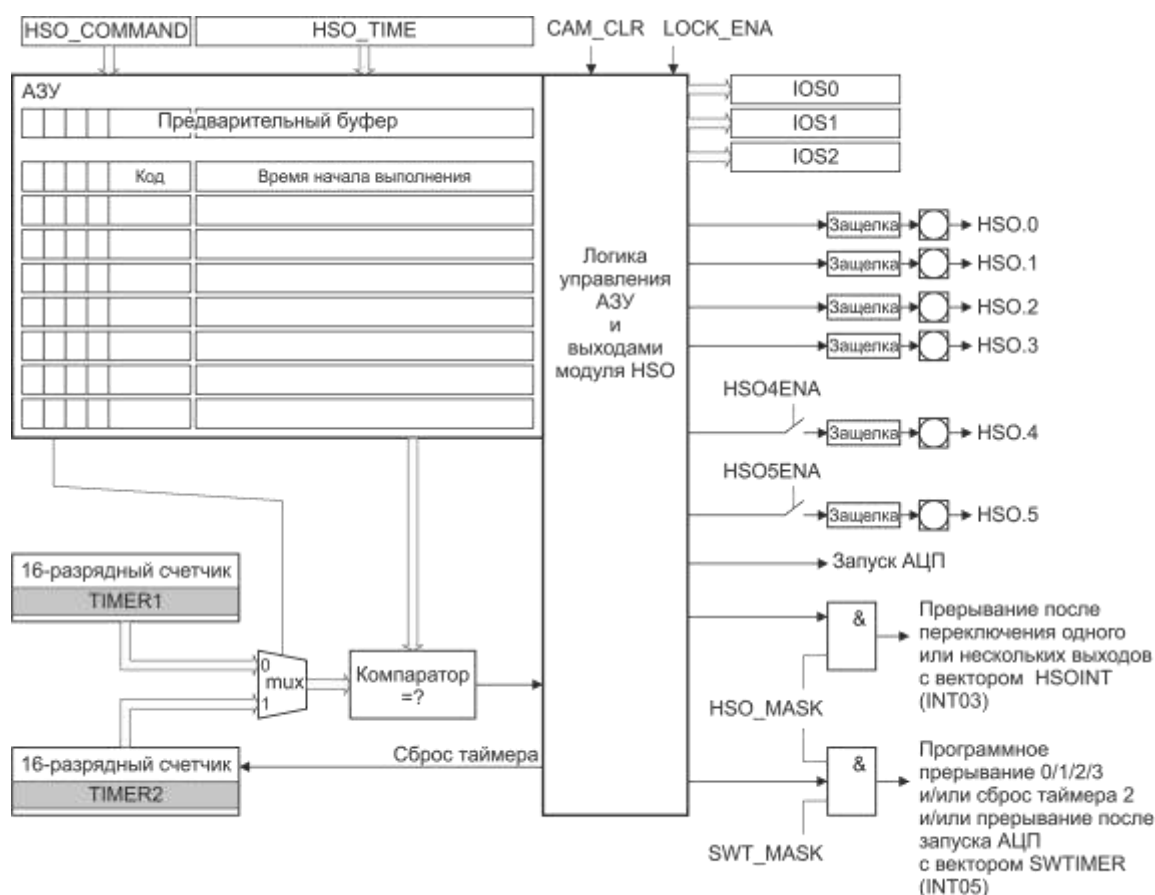 HSO_COMMAND
HSO_TIME
CAM_CLR
LOCK_ENA
АЗУ
Предварительный буфер
Код
Время начала выполнения
IOS0
IOS1
IOS2
Логика
управления
АЗУ
и
выходами
модуля HSO
Защелка
HSO.0
Защелка
HSO.1
Защелка
HSO.2
Защелка
HSO.3
HSO4ENA
Защелка
HSO.4
HSO5ENA
Защелка
HSO.5
Запуск АЦП
16-разрядный счетчик
TIMER1
0
mux
1
Компаратор
=?
16-разрядный счетчик
TIMER2
Сброс таймера
&
HSO_MASK
Прерывание после
переключения одного
или нескольких выходов
с вектором HSOINT
(INT03)
&
SWT_MASK
Программное
прерывание 0/1/2/3
и/или сброс таймера 2
и/или прерывание после
запуска АЦП
с вектором SWTIMER
(INT05)